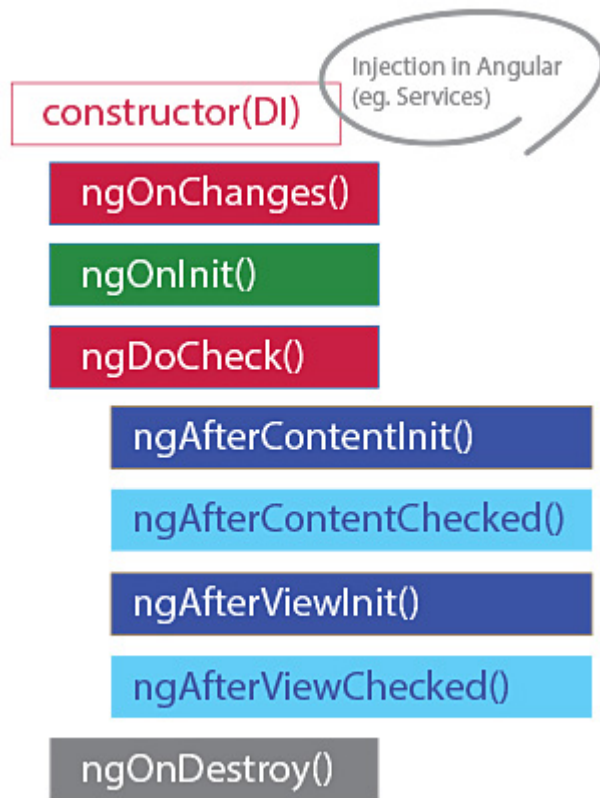 Injection in Angular
(eg. Services)
constructor(DI)
ngOnChanges()
ngOnInit()
ngDoCheck()
ngAfterContentInit()
ngAfterContentChecked()
ngAfterViewInit()
ngAfterViewChecked()
ngOnDestroy()